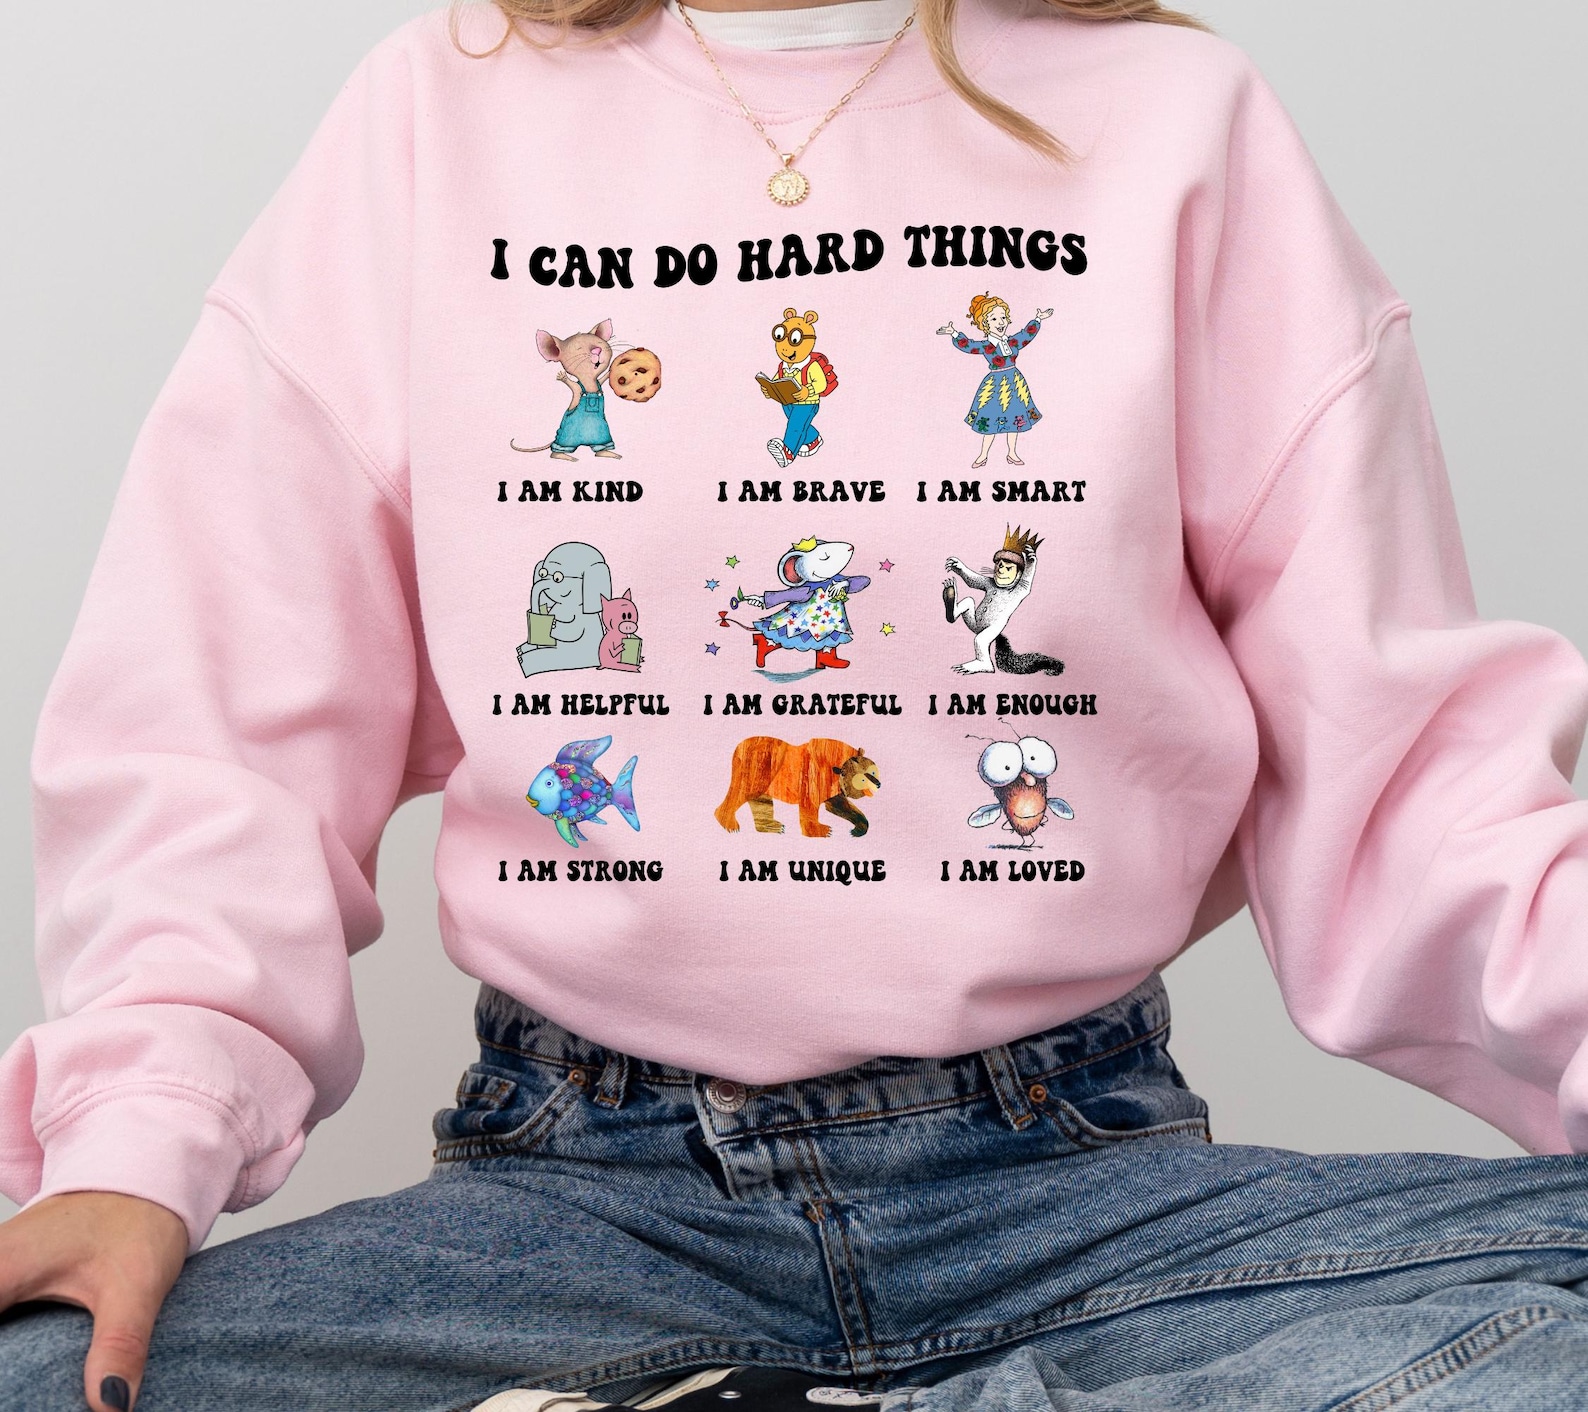 I CAN DO HARD THINGS
I AM KIND
I AM BRAVE
I AM SMART
I AM HELPFUL
I AM GRATEFUL
I AM ENOUGH
I AM STRONG
I AM UNIQUE
I AM LOVED